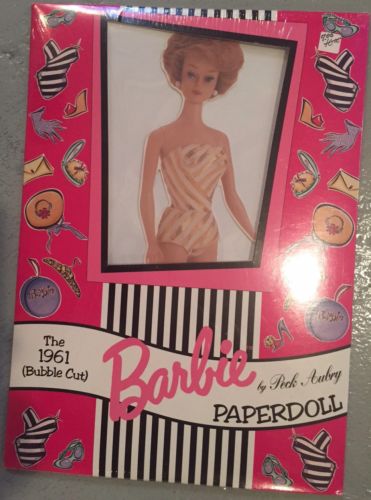 The
1961
(Bubble Cut)
Barbie
by Peck Aubry
PAPERDOLL